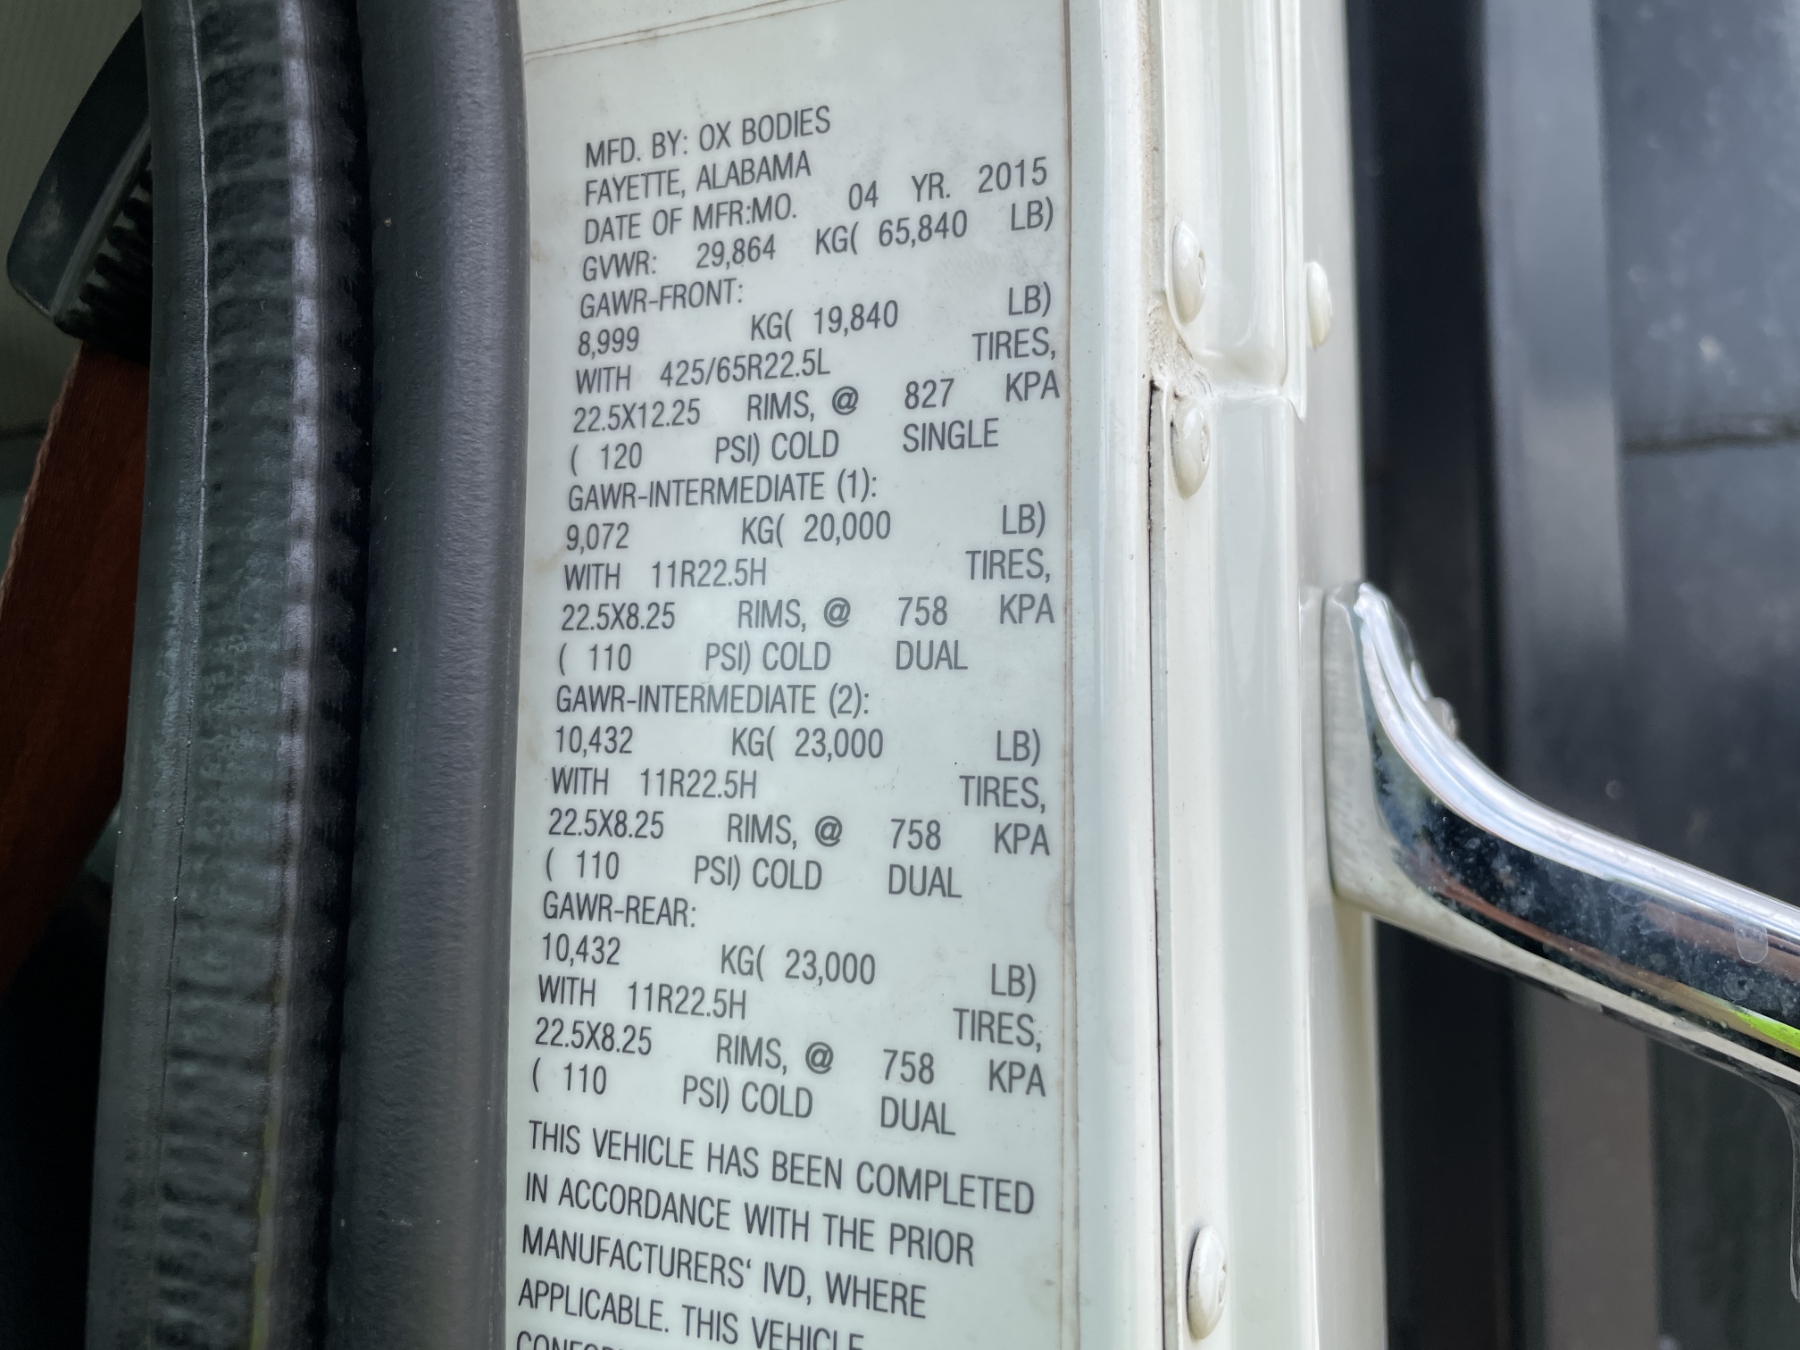 MFD. BY: OX BODIES
FAYETTE, ALABAMA
DATE OF MFR:MO. 04 YR. 2015
GVWR: 29,864 KG( 65,840 LB)
GAWR-FRONT:
8,999 KG( 19,840 LB)
WITH 425/65R22.5L TIRES,
22.5X12.25 RIMS, @ 827 KPA
( 120 PSI) COLD SINGLE
GAWR-INTERMEDIATE (1):
9,072 KG( 20,000 LB)
WITH 11R22.5H TIRES,
22.5X8.25 RIMS, @ 758 KPA
( 110 PSI) COLD DUAL
GAWR-INTERMEDIATE (2):
10,432 KG( 23,000 LB)
WITH 11R22.5H TIRES,
22.5X8.25 RIMS, @ 758 KPA
( 110 PSI) COLD DUAL
GAWR-REAR:
10,432 KG( 23,000 LB)
WITH 11R22.5H TIRES,
22.5X8.25 RIMS, @ 758 KPA
( 110 PSI) COLD DUAL
THIS VEHICLE HAS BEEN COMPLETED
IN ACCORDANCE WITH THE PRIOR
MANUFACTURERS' IVD, WHERE
APPLICABLE. THIS VEHICLE